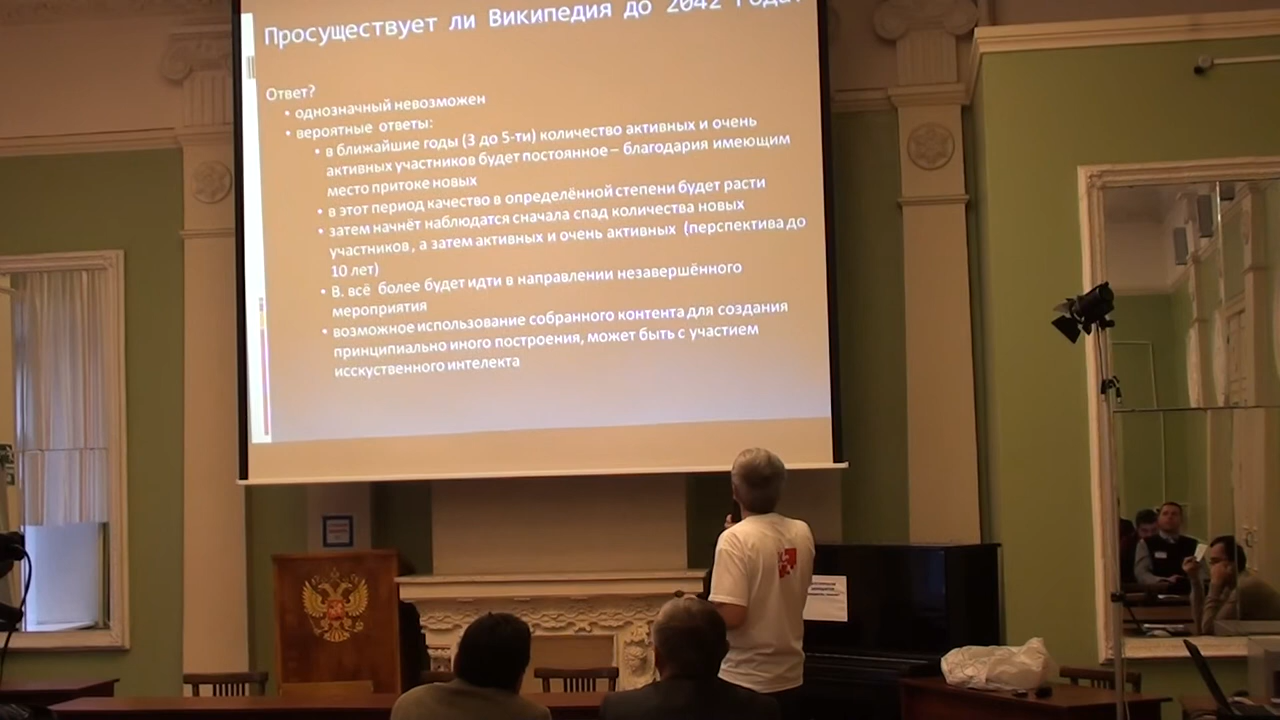 Просуществует ли Википедия до 2042 года?
Ответ?
• однозначный невозможен
• вероятные ответы:
• в ближайшие годы (3 до 5-ти) количество активных и очень
активных участников будет постоянное – благодария имеющим
место притоке новых
• в этот период качество в определённой степени будет расти
• затем начнёт наблюдатся сначала спад количества новых
участников , а затем активных и очень активных (перспектива до
10 лет)
• В. всё более будет идти в направлении незавершённого
мероприятия
• возможное использование собранного контента для создания
принципиально иного построения, может быть с участием
исскуственного интелекта